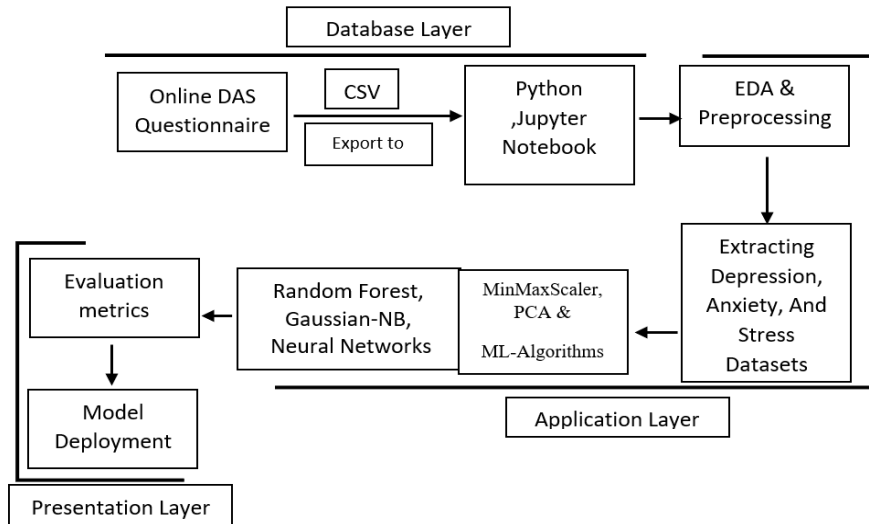 Database Layer
Online DAS
Questionnaire
CSV
Export to
Python
,Jupyter
Notebook
EDA &
Preprocessing
Extracting
Depression,
Anxiety, And
Stress
Datasets
MinMaxScaler,
PCA &
ML-Algorithms
Random Forest,
Gaussian-NB,
Neural Networks
Evaluation
metrics
Model
Deployment
Application Layer
Presentation Layer